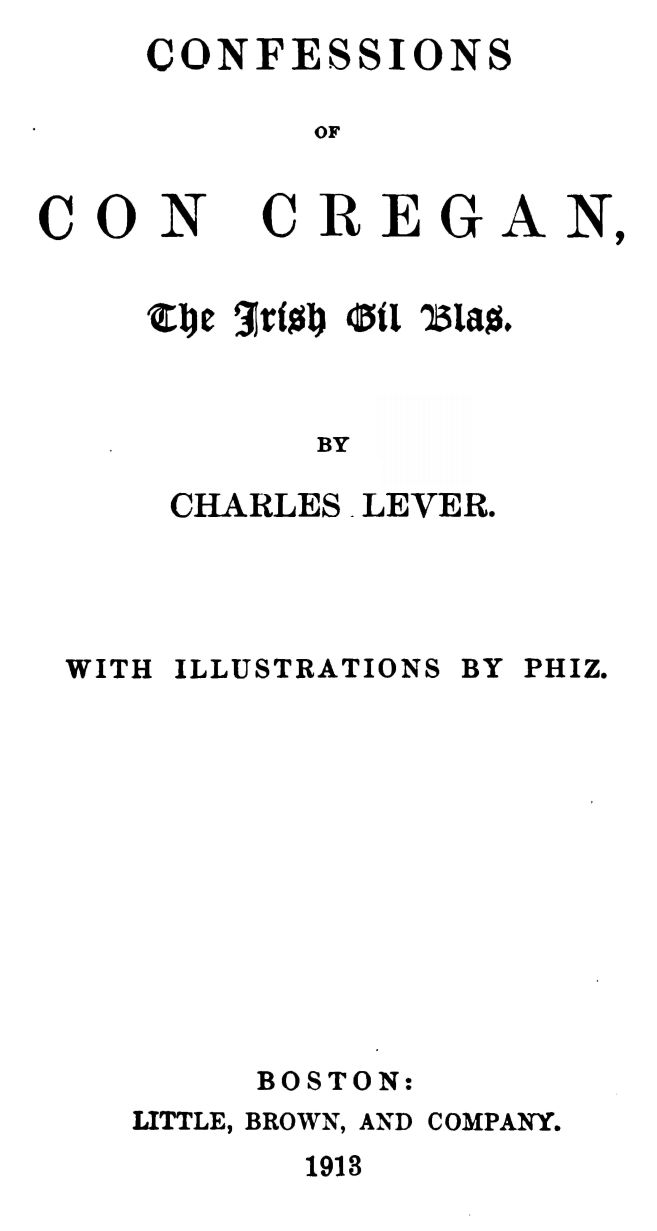 CONFESSIONS
OF
CON CREGAN,
The Irish Gil Blas.
BY
CHARLES LEVER.
WITH ILLUSTRATIONS BY PHIZ.
BOSTON:
LITTLE, BROWN, AND COMPANY.
1913